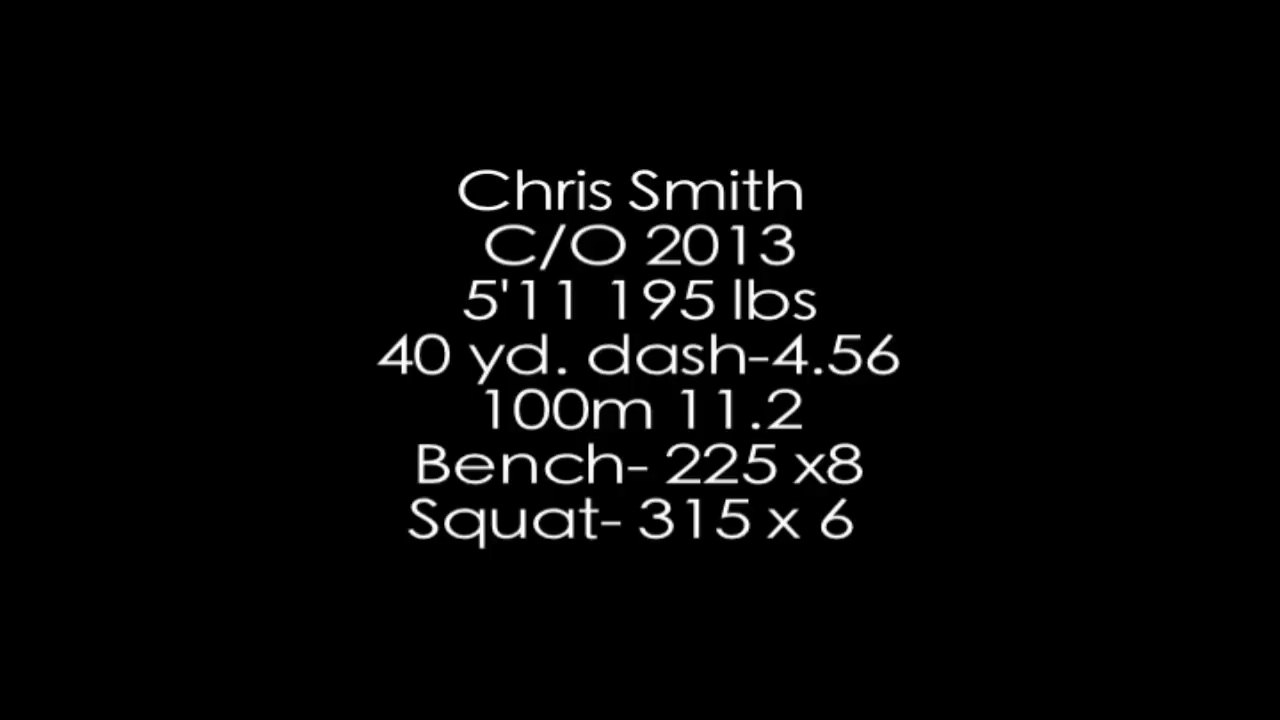 Chris Smith
C/O 2013
5'11 195 lbs
40 yd. dash-4.56
100m 11.2
Bench- 225 x8
Squat- 315 x 6